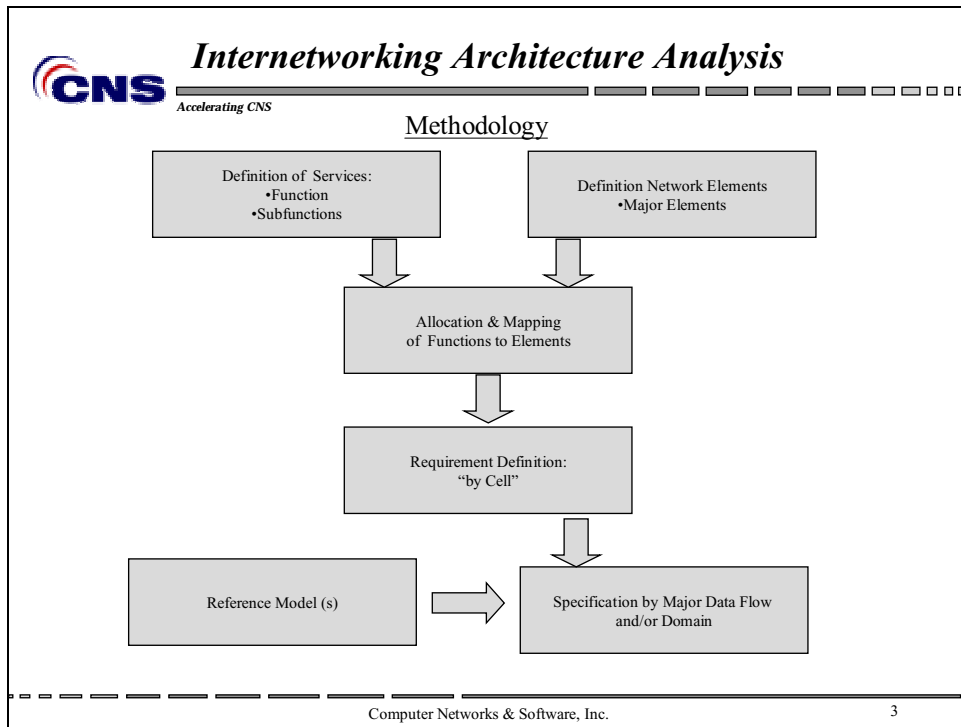 Internetworking Architecture Analysis
CNS
Accelerating CNS
Methodology
Definition of Services:
•Function
•Subfunctions
Definition Network Elements
•Major Elements
Allocation & Mapping
of Functions to Elements
Requirement Definition:
“by Cell”
Reference Model (s)
Specification by Major Data Flow
and/or Domain
Computer Networks & Software, Inc.
3